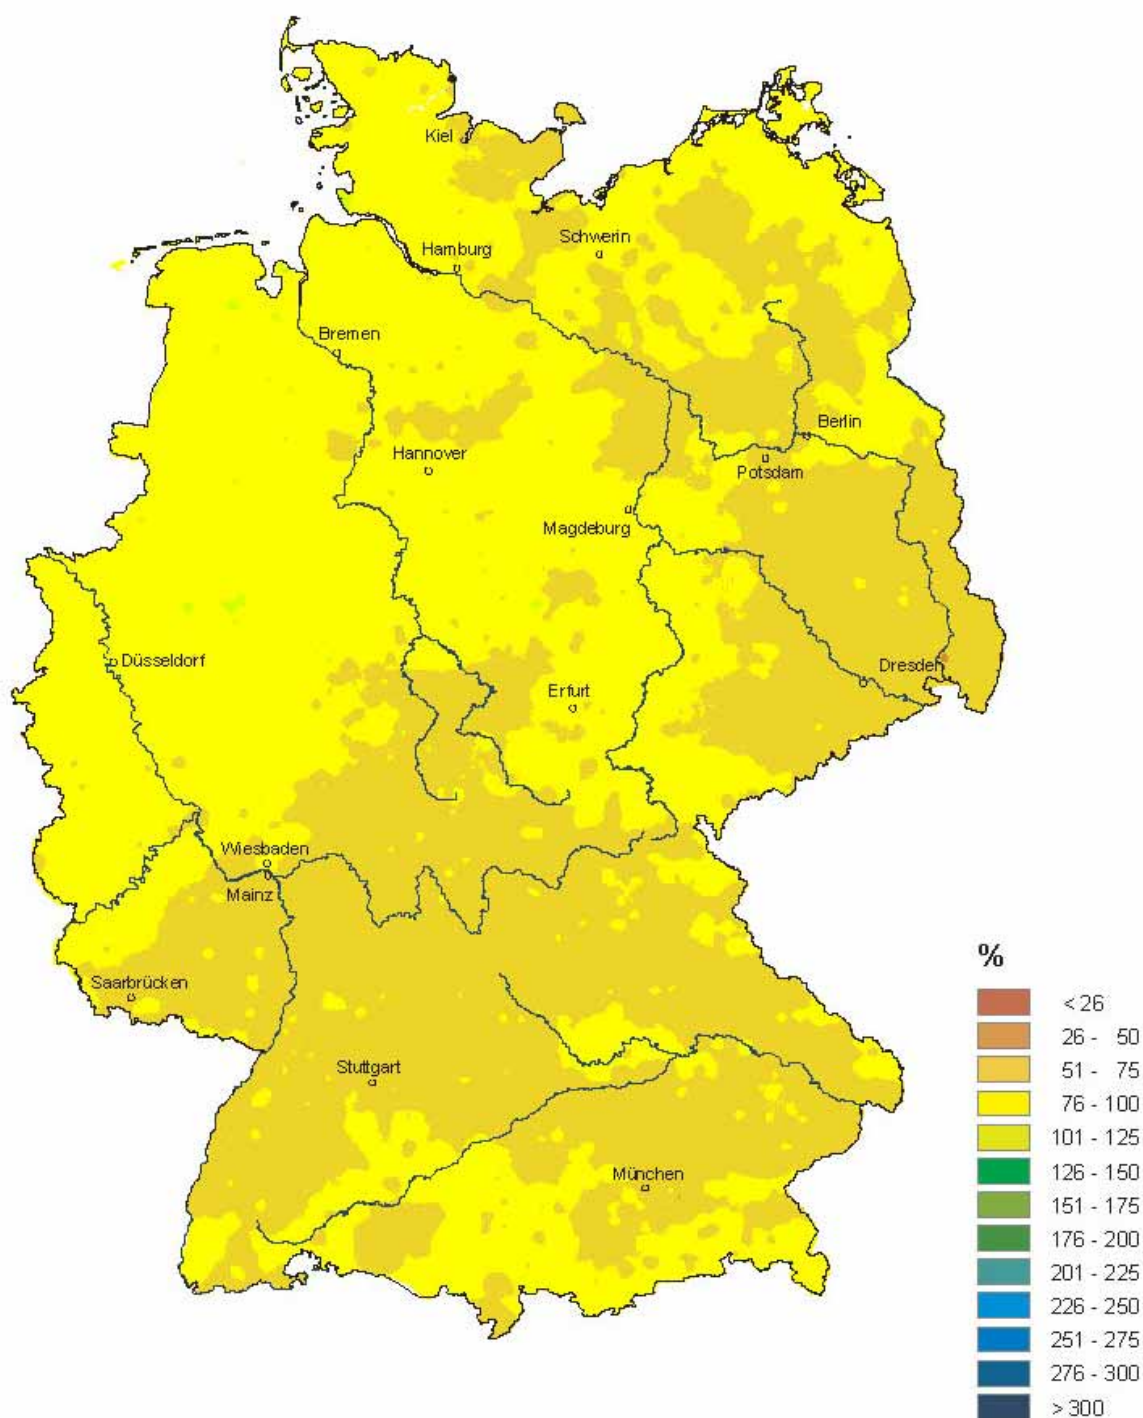 Kiel
Schwerin
Hamburg
Bremen
Berlin
Hannover
Potsdam
Magdeburg
Düsseldorf
Dresden
Erfurt
Wiesbaden
Mainz
Saarbrücken
Stuttgart
München
%
< 26
26 - 50
51 - 75
76 - 100
101 - 125
126 - 150
151 - 175
176 - 200
201 - 225
226 - 250
251 - 275
276 - 300
> 300